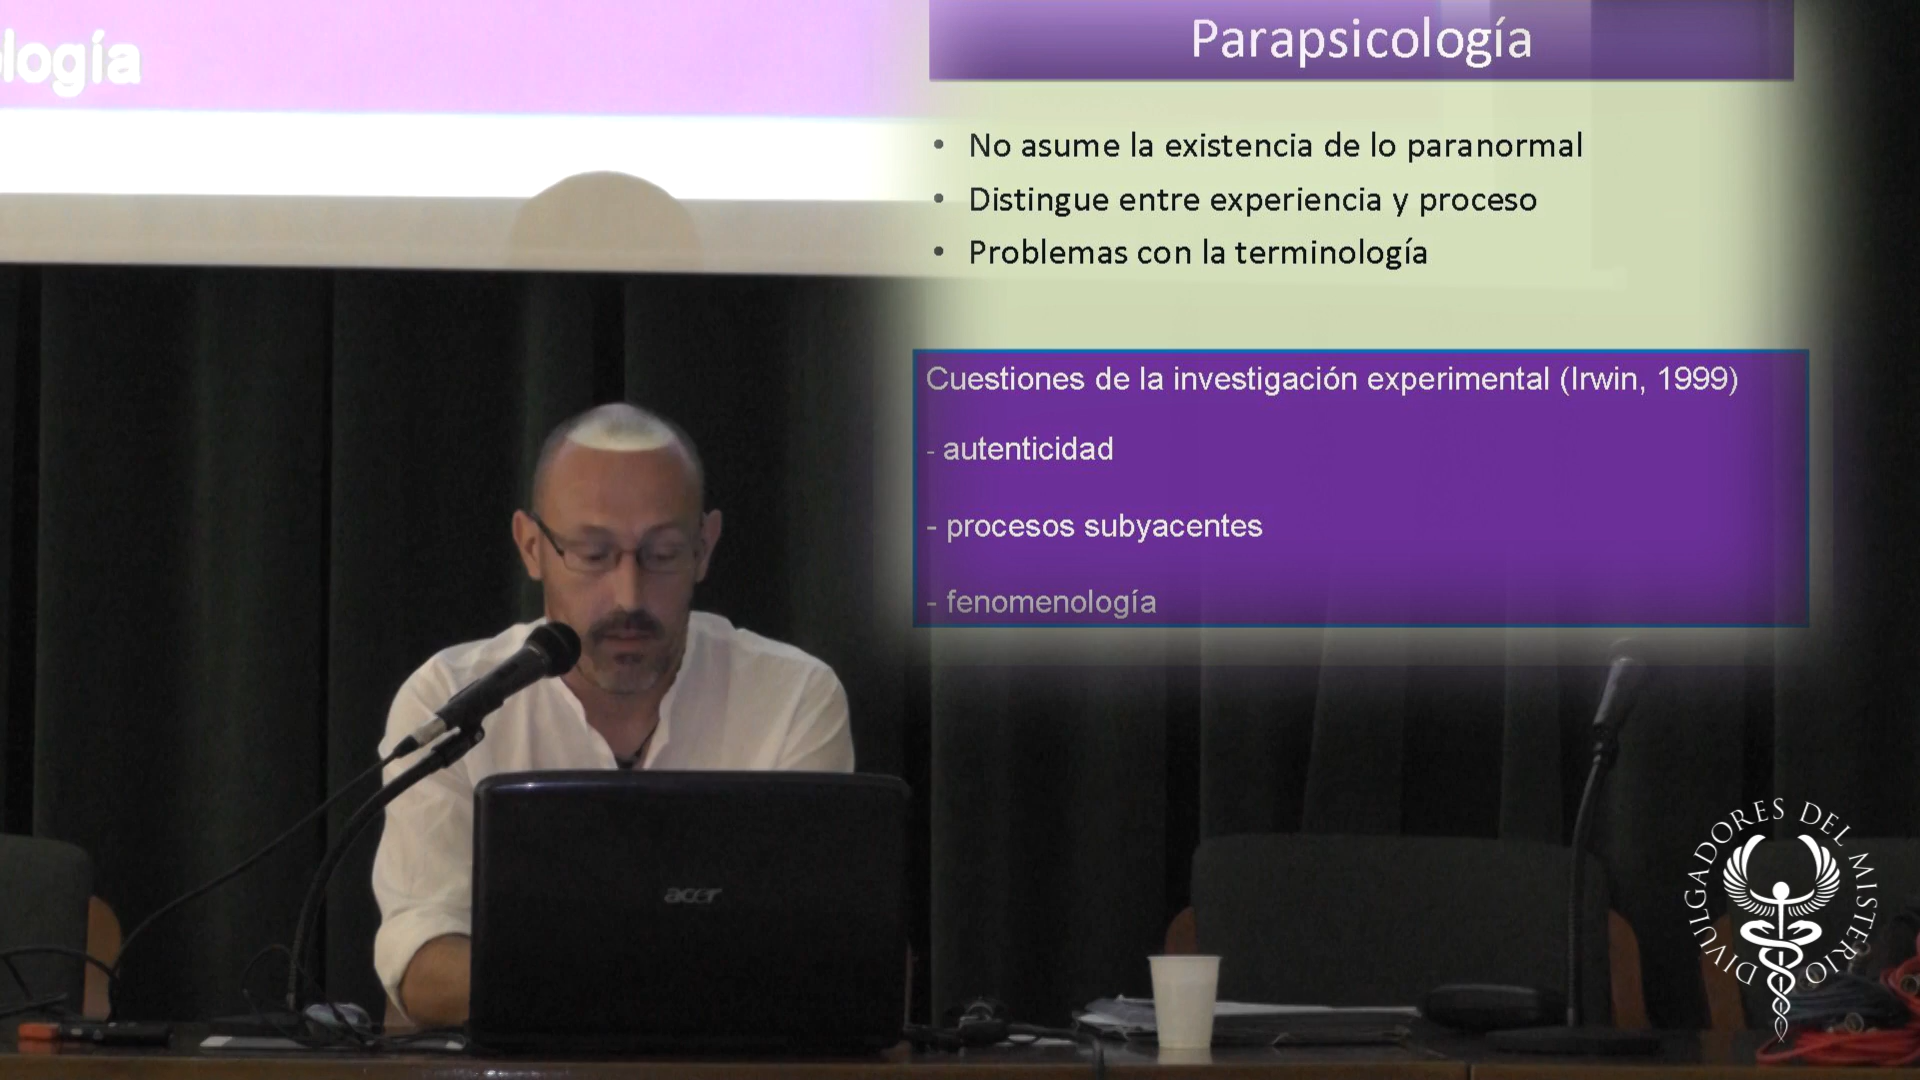 logía
Parapsicología
• No asume la existencia de lo paranormal
• Distingue entre experiencia y proceso
• Problemas con la terminología
Cuestiones de la investigación experimental (Irwin, 1999)
- autenticidad
- procesos subyacentes
- fenomenología
acer
DIVULGADORES DEL MISTERIO